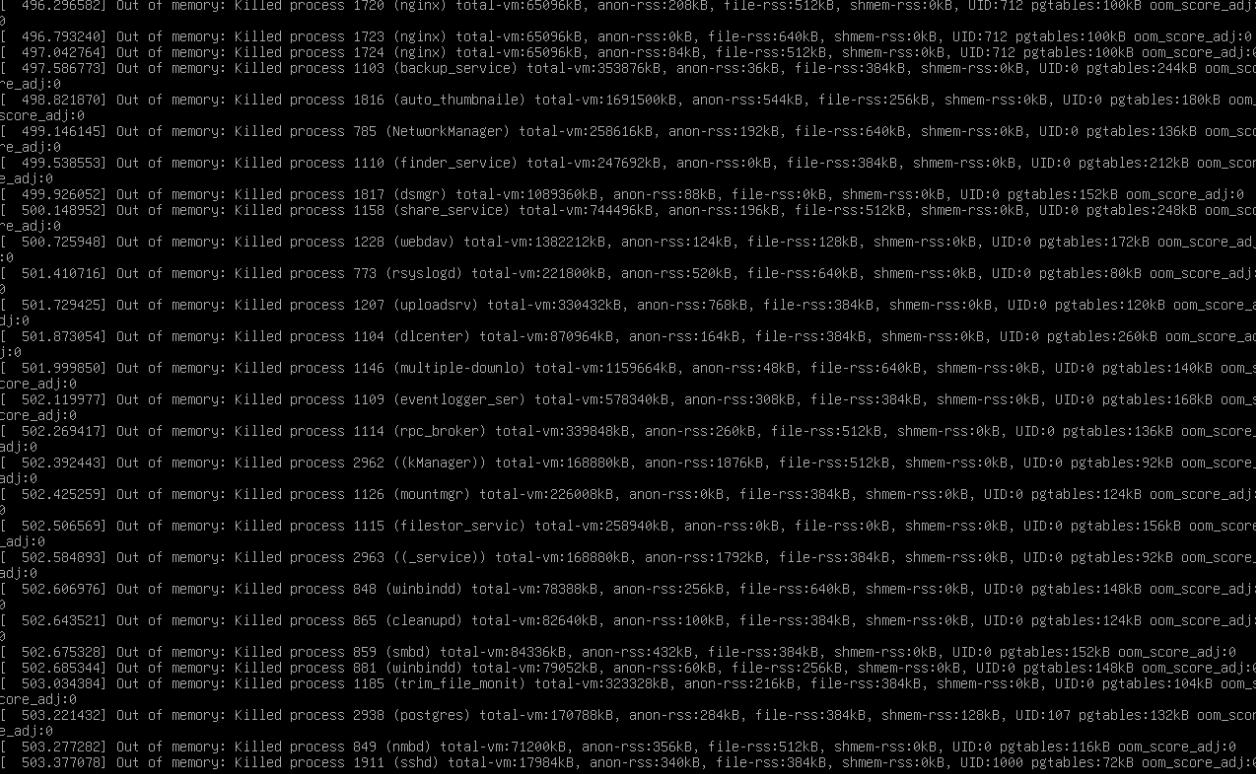 [  496.296582] Out of memory: Killed process 1720 (nginx) total-vm:65096kB, anon-rss:208kB, file-rss:512kB, shmem-rss:0kB, UID:712 pgtables:100kB oom_score_adj:
0
[  496.793240] Out of memory: Killed process 1723 (nginx) total-vm:65096kB, anon-rss:0kB, file-rss:640kB, shmem-rss:0kB, UID:712 pgtables:100kB oom_score_adj:0
[  497.042764] Out of memory: Killed process 1724 (nginx) total-vm:65096kB, anon-rss:84kB, file-rss:512kB, shmem-rss:0kB, UID:712 pgtables:100kB oom_score_adj:0
[  497.586773] Out of memory: Killed process 1103 (backup_service) total-vm:353876kB, anon-rss:36kB, file-rss:384kB, shmem-rss:0kB, UID:0 pgtables:244kB oom_sco
re_adj:0
[  498.821870] Out of memory: Killed process 1816 (auto_thumbnaile) total-vm:1691500kB, anon-rss:544kB, file-rss:256kB, shmem-rss:0kB, UID:0 pgtables:180kB oom_
score_adj:0
[  499.146145] Out of memory: Killed process 785 (NetworkManager) total-vm:258616kB, anon-rss:192kB, file-rss:640kB, shmem-rss:0kB, UID:0 pgtables:136kB oom_sco
re_adj:0
[  499.538553] Out of memory: Killed process 1110 (finder_service) total-vm:247692kB, anon-rss:0kB, file-rss:384kB, shmem-rss:0kB, UID:0 pgtables:212kB oom_scor
e_adj:0
[  499.926052] Out of memory: Killed process 1817 (dsmgr) total-vm:1089360kB, anon-rss:88kB, file-rss:0kB, shmem-rss:0kB, UID:0 pgtables:152kB oom_score_adj:0
[  500.148952] Out of memory: Killed process 1158 (share_service) total-vm:744496kB, anon-rss:196kB, file-rss:512kB, shmem-rss:0kB, UID:0 pgtables:248kB oom_sco
re_adj:0
[  500.725948] Out of memory: Killed process 1228 (webdav) total-vm:1382212kB, anon-rss:124kB, file-rss:128kB, shmem-rss:0kB, UID:0 pgtables:172kB oom_score_adj
:0
[  501.410716] Out of memory: Killed process 773 (rsyslogd) total-vm:221800kB, anon-rss:520kB, file-rss:640kB, shmem-rss:0kB, UID:0 pgtables:80kB oom_score_adj:
0
[  501.729425] Out of memory: Killed process 1207 (uploadsrv) total-vm:330432kB, anon-rss:768kB, file-rss:384kB, shmem-rss:0kB, UID:0 pgtables:120kB oom_score_a
dj:0
[  501.873054] Out of memory: Killed process 1104 (dlcenter) total-vm:870964kB, anon-rss:164kB, file-rss:384kB, shmem-rss:0kB, UID:0 pgtables:260kB oom_score_ad
j:0
[  501.999850] Out of memory: Killed process 1146 (multiple-downlo) total-vm:1159664kB, anon-rss:48kB, file-rss:640kB, shmem-rss:0kB, UID:0 pgtables:140kB oom_s
core_adj:0
[  502.119977] Out of memory: Killed process 1109 (eventlogger_ser) total-vm:578340kB, anon-rss:308kB, file-rss:384kB, shmem-rss:0kB, UID:0 pgtables:168kB oom_s
core_adj:0
[  502.269417] Out of memory: Killed process 1114 (rpc_broker) total-vm:339848kB, anon-rss:260kB, file-rss:512kB, shmem-rss:0kB, UID:0 pgtables:136kB oom_score_
adj:0
[  502.392443] Out of memory: Killed process 2962 ((kManager)) total-vm:168880kB, anon-rss:1876kB, file-rss:512kB, shmem-rss:0kB, UID:0 pgtables:92kB oom_score_
adj:0
[  502.425259] Out of memory: Killed process 1126 (mountmgr) total-vm:226008kB, anon-rss:0kB, file-rss:384kB, shmem-rss:0kB, UID:0 pgtables:124kB oom_score_adj:
0
[  502.506569] Out of memory: Killed process 1115 (filestor_servic) total-vm:258940kB, anon-rss:0kB, file-rss:384kB, shmem-rss:0kB, UID:0 pgtables:156kB oom_score
_adj:0
[  502.584893] Out of memory: Killed process 2963 ((_service)) total-vm:168880kB, anon-rss:1792kB, file-rss:384kB, shmem-rss:0kB, UID:0 pgtables:92kB oom_score_
adj:0
[  502.606976] Out of memory: Killed process 848 (winbindd) total-vm:78388kB, anon-rss:256kB, file-rss:640kB, shmem-rss:0kB, UID:0 pgtables:148kB oom_score_adj:
0
[  502.643521] Out of memory: Killed process 865 (cleanupd) total-vm:82640kB, anon-rss:100kB, file-rss:384kB, shmem-rss:0kB, UID:0 pgtables:124kB oom_score_adj:
0
[  502.675328] Out of memory: Killed process 859 (smbd) total-vm:84336kB, anon-rss:432kB, file-rss:384kB, shmem-rss:0kB, UID:0 pgtables:152kB oom_score_adj:0
[  502.685344] Out of memory: Killed process 881 (winbindd) total-vm:79052kB, anon-rss:60kB, file-rss:256kB, shmem-rss:0kB, UID:0 pgtables:148kB oom_score_adj:0
[  503.034384] Out of memory: Killed process 1185 (trim_file_monit) total-vm:323328kB, anon-rss:216kB, file-rss:384kB, shmem-rss:0kB, UID:0 pgtables:104kB oom_s
core_adj:0
[  503.221432] Out of memory: Killed process 2938 (postgres) total-vm:170788kB, anon-rss:284kB, file-rss:384kB, shmem-rss:128kB, UID:107 pgtables:132kB oom_scor
e_adj:0
[  503.277282] Out of memory: Killed process 849 (nmbd) total-vm:71200kB, anon-rss:356kB, file-rss:512kB, shmem-rss:0kB, UID:0 pgtables:116kB oom_score_adj:0
[  503.377078] Out of memory: Killed process 1911 (sshd) total-vm:17984kB, anon-rss:340kB, file-rss:384kB, shmem-rss:0kB, UID:1000 pgtables:72kB oom_score_adj:0